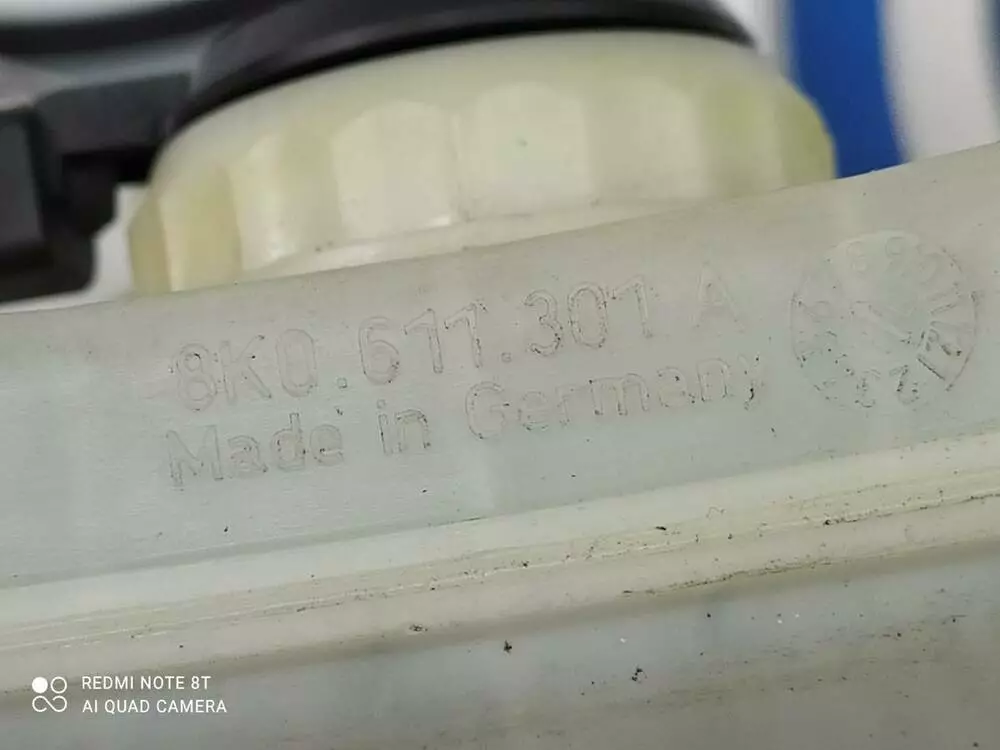 8K0.611.301 A
Made in Germany
REDMI NOTE 8T
AI QUAD CAMERA